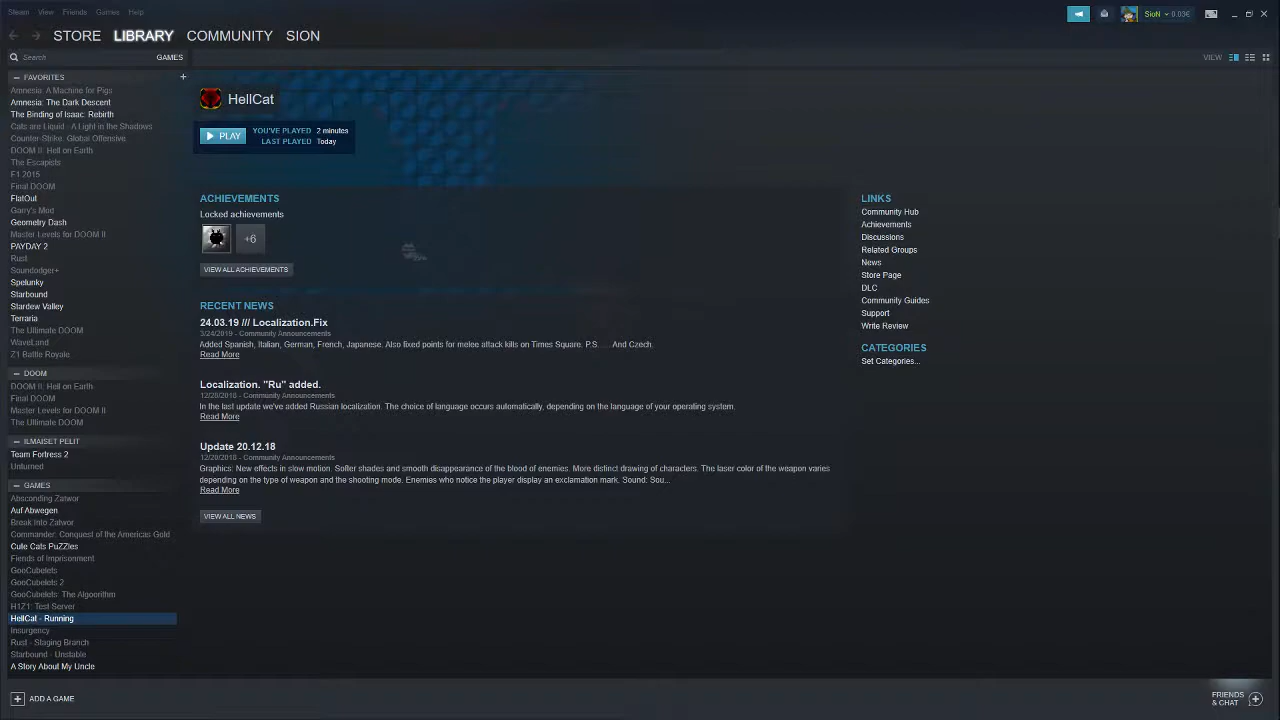 Steam View Friends Games Help
SioN 0.03€
STORE LIBRARY COMMUNITY SION
Search GAMES
VIEW
— FAVORITES +
Amnesia: A Machine for Pigs
Amnesia: The Dark Descent
The Binding of Isaac: Rebirth
Cats are Liquid - A Light in the Shadows
Counter-Strike: Global Offensive
DOOM II: Hell on Earth
The Escapists
F1 2015
Final DOOM
FlatOut
Garry's Mod
Geometry Dash
Master Levels for DOOM II
PAYDAY 2
Rust
Soundodger+
Spelunky
Starbound
Stardew Valley
Terraria
The Ultimate DOOM
WaveLand
Z1 Battle Royale
— DOOM
DOOM II: Hell on Earth
Final DOOM
Master Levels for DOOM II
The Ultimate DOOM
— ILMAISET PELIT
Team Fortress 2
Unturned
— GAMES
Absconding Zatwor
Auf Abwegen
Break Into Zatwor
Commander: Conquest of the Americas Gold
Cute Cats PuZZles
Fiends of Imprisonment
GooCubelets
GooCubelets 2
GooCubelets: The Algoorithm
H1Z1: Test Server
HellCat - Running
Insurgency
Rust - Staging Branch
Starbound - Unstable
A Story About My Uncle
+ ADD A GAME
HellCat
PLAY
YOU'VE PLAYED 2 minutes
LAST PLAYED Today
ACHIEVEMENTS
Locked achievements
+6
VIEW ALL ACHIEVEMENTS
RECENT NEWS
24.03.19 /// Localization.Fix
3/24/2019 - Community Announcements
Added Spanish, Italian, German, French, Japanese. Also fixed points for melee attack kills on Times Square. P.S. ... And Czech.
Read More
Localization. "Ru" added.
12/28/2018 - Community Announcements
In the last update we've added Russian localization. The choice of language occurs automatically, depending on the language of your operating system.
Read More
Update 20.12.18
12/20/2018 - Community Announcements
Graphics: New effects in slow motion. Softer shades and smooth disappearance of the blood of enemies. More distinct drawing of characters. The laser color of the weapon varies
depending on the type of weapon and the shooting mode. Enemies who notice the player display an exclamation mark. Sound: Sou...
Read More
VIEW ALL NEWS
LINKS
Community Hub
Achievements
Discussions
Related Groups
News
Store Page
DLC
Community Guides
Support
Write Review
CATEGORIES
Set Categories...
FRIENDS
& CHAT